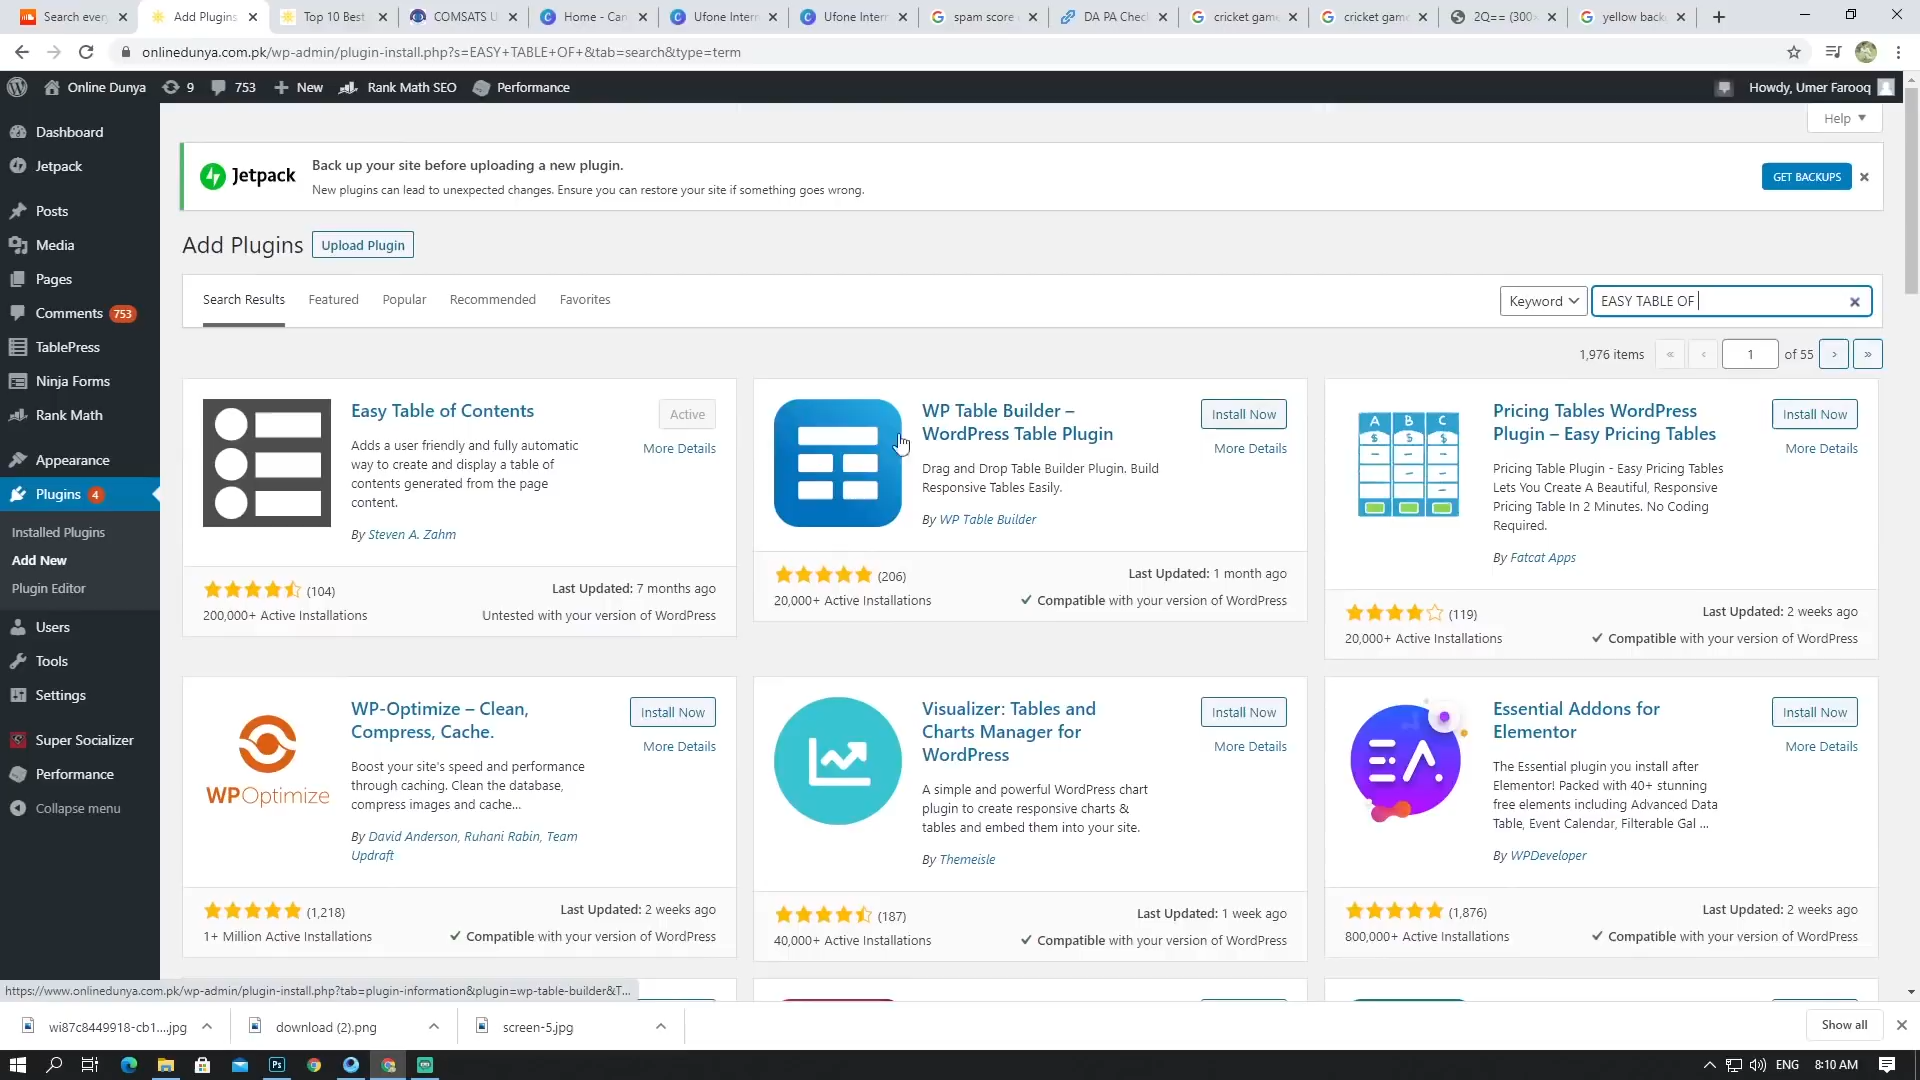 Search every
Add Plugins
Top 10 Best
COMSATS U
Home - Can
Ufone Intern
Ufone Intern
spam score
DA PA Chec
cricket game
cricket game
2Q== (300×
yellow back
onlinedunya.com.pk/wp-admin/plugin-install.php?s=EASY+TABLE+OF+&tab=search&type=term
Online Dunya 9 753 New Rank Math SEO Performance
Howdy, Umer Farooq
Help
Dashboard
Jetpack
Posts
Media
Pages
Comments 753
TablePress
Ninja Forms
Rank Math
Appearance
Plugins 4
Installed Plugins
Add New
Plugin Editor
Users
Tools
Settings
Super Socializer
Performance
Collapse menu
Jetpack
Back up your site before uploading a new plugin.
New plugins can lead to unexpected changes. Ensure you can restore your site if something goes wrong.
GET BACKUPS
Add Plugins Upload Plugin
Search Results Featured Popular Recommended Favorites
Keyword EASY TABLE OF
1,976 items « ‹ 1 of 55 › »
Easy Table of Contents
Active
More Details
Adds a user friendly and fully automatic
way to create and display a table of
contents generated from the page
content.
By Steven A. Zahm
(104)
Last Updated: 7 months ago
200,000+ Active Installations
Untested with your version of WordPress
WP Table Builder –
WordPress Table Plugin
Install Now
More Details
Drag and Drop Table Builder Plugin. Build
Responsive Tables Easily.
By WP Table Builder
(206)
Last Updated: 1 month ago
20,000+ Active Installations
Compatible with your version of WordPress
A B C
$ $ $
Pricing Tables WordPress
Plugin – Easy Pricing Tables
Install Now
More Details
Pricing Table Plugin - Easy Pricing Tables
Lets You Create A Beautiful, Responsive
Pricing Table In 2 Minutes. No Coding
Required.
By Fatcat Apps
(119)
Last Updated: 2 weeks ago
20,000+ Active Installations
Compatible with your version of WordPress
WPOptimize
WP-Optimize – Clean,
Compress, Cache.
Install Now
More Details
Boost your site's speed and performance
through caching. Clean the database,
compress images and cache...
By David Anderson, Ruhani Rabin, Team
Updraft
(1,218)
Last Updated: 2 weeks ago
1+ Million Active Installations
Compatible with your version of WordPress
Visualizer: Tables and
Charts Manager for
WordPress
Install Now
More Details
A simple and powerful WordPress chart
plugin to create responsive charts &
tables and embed them into your site.
By Themeisle
(187)
Last Updated: 1 week ago
40,000+ Active Installations
Compatible with your version of WordPress
EA
Essential Addons for
Elementor
Install Now
More Details
The Essential plugin you install after
Elementor! Packed with 40+ stunning
free elements including Advanced Data
Table, Event Calendar, Filterable Gal ...
By WPDeveloper
(1,876)
Last Updated: 2 weeks ago
800,000+ Active Installations
Compatible with your version of WordPress
https://www.onlinedunya.com.pk/wp-admin/plugin-install.php?tab=plugin-information&plugin=wp-table-builder&T...
wi87c8449918-cb1....jpg
download (2).png
screen-5.jpg
Show all
Ps
ENG
8:10 AM